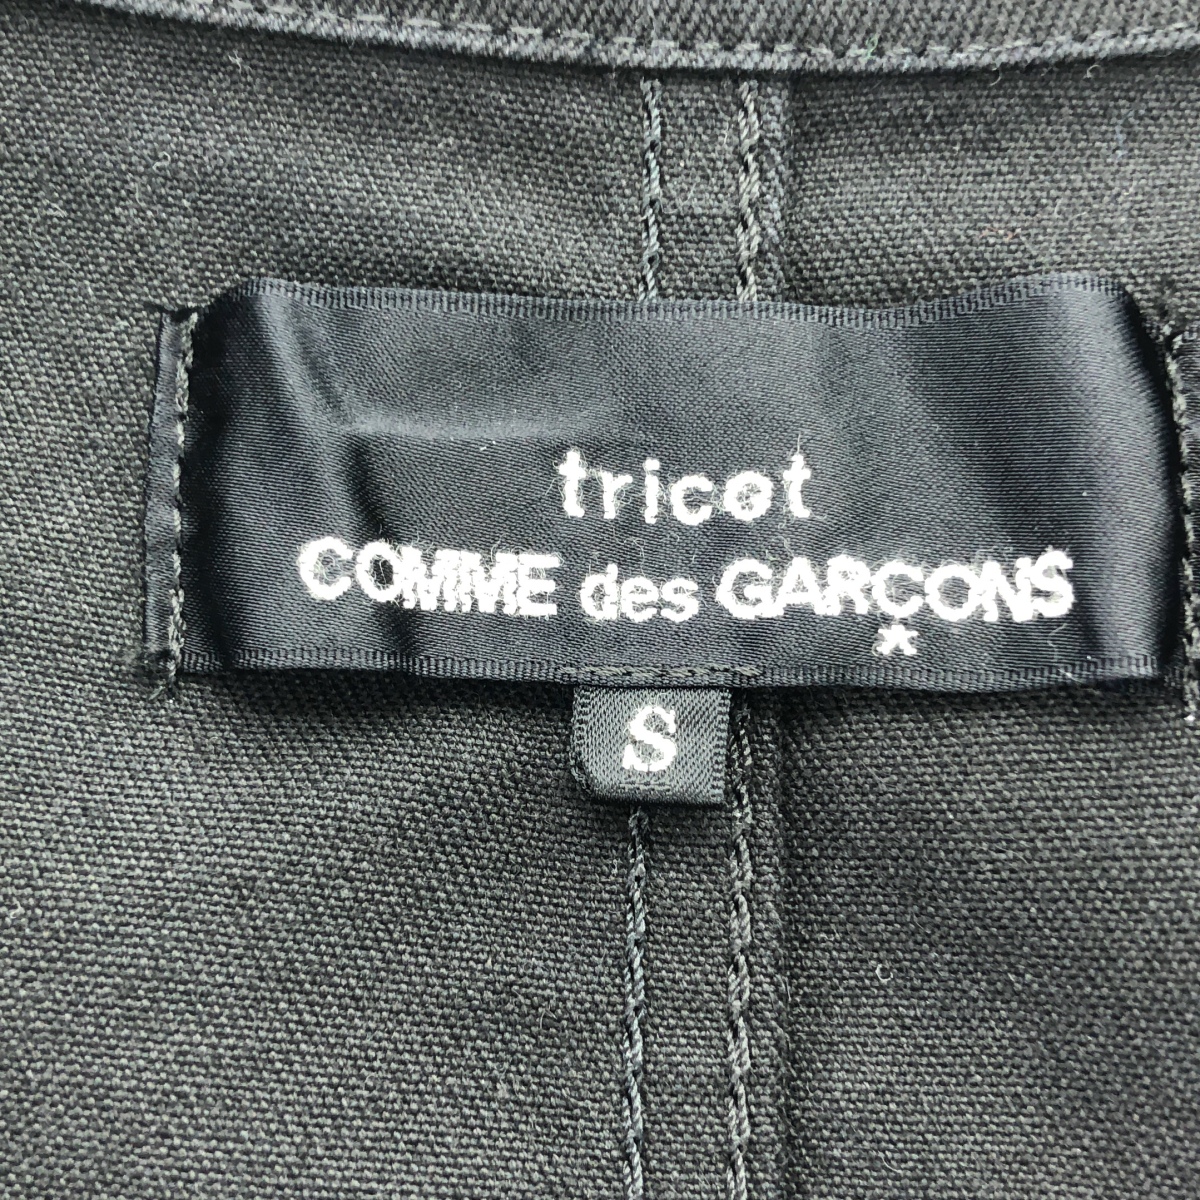 tricot
COMME des GARÇONS
*
S